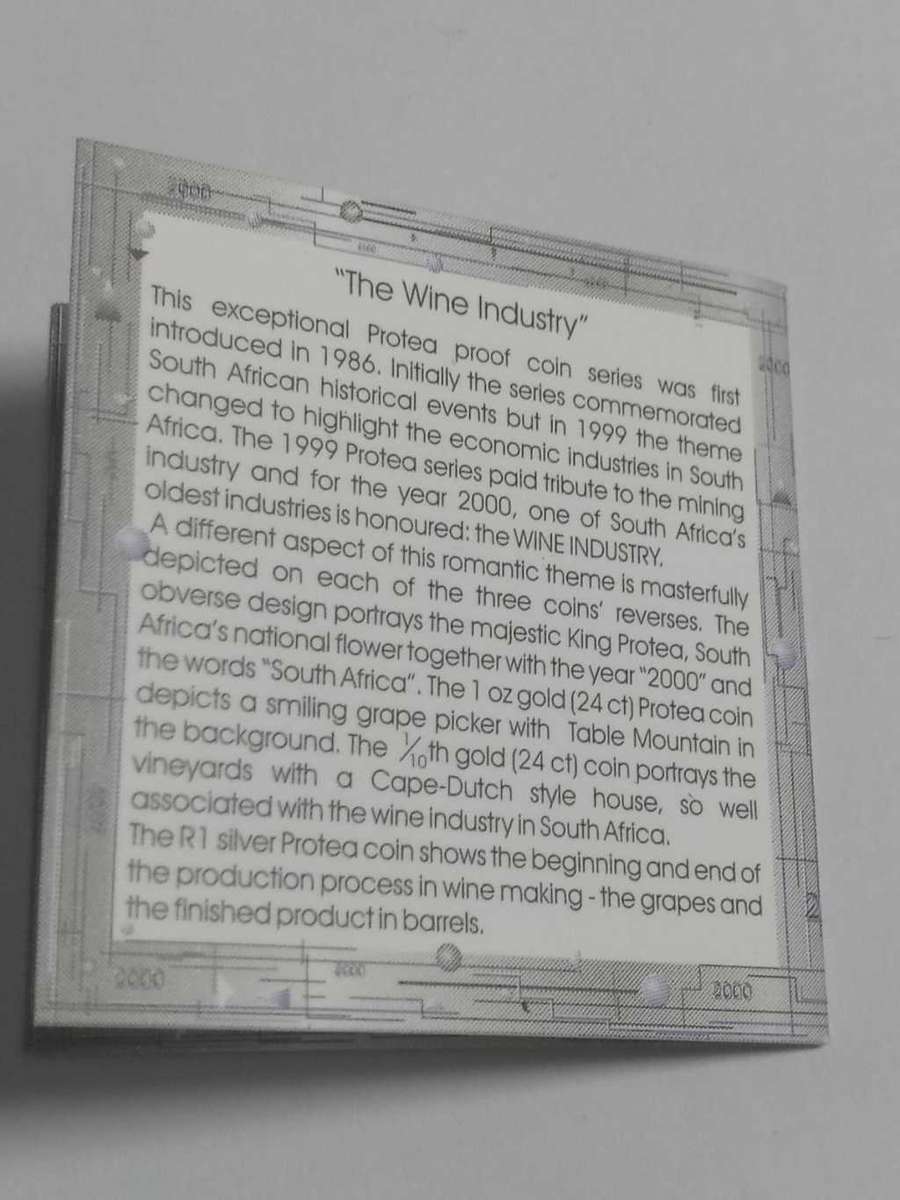 2000
"The Wine Industry"
This exceptional Protea proof coin series was first
introduced in 1986. Initially the series commemorated
South African historical events but in 1999 the theme
changed to highlight the economic industries in South
Africa. The 1999 Protea series paid tribute to the mining
industry and for the year 2000, one of South Africa's
oldest industries is honoured: the WINE INDUSTRY.
A different aspect of this romantic theme is masterfully
depicted on each of the three coins' reverses. The
obverse design portrays the majestic King Protea, South
Africa's national flower together with the year "2000" and
the words "South Africa". The 1 oz gold (24 ct) Protea coin
depicts a smiling grape picker with Table Mountain in
the background. The 1/10th gold (24 ct) coin portrays the
vineyards with a Cape-Dutch style house, so well
associated with the wine industry in South Africa.
The R1 silver Protea coin shows the beginning and end of
the production process in wine making - the grapes and
the finished product in barrels.
2000
2000
2000
2000
2